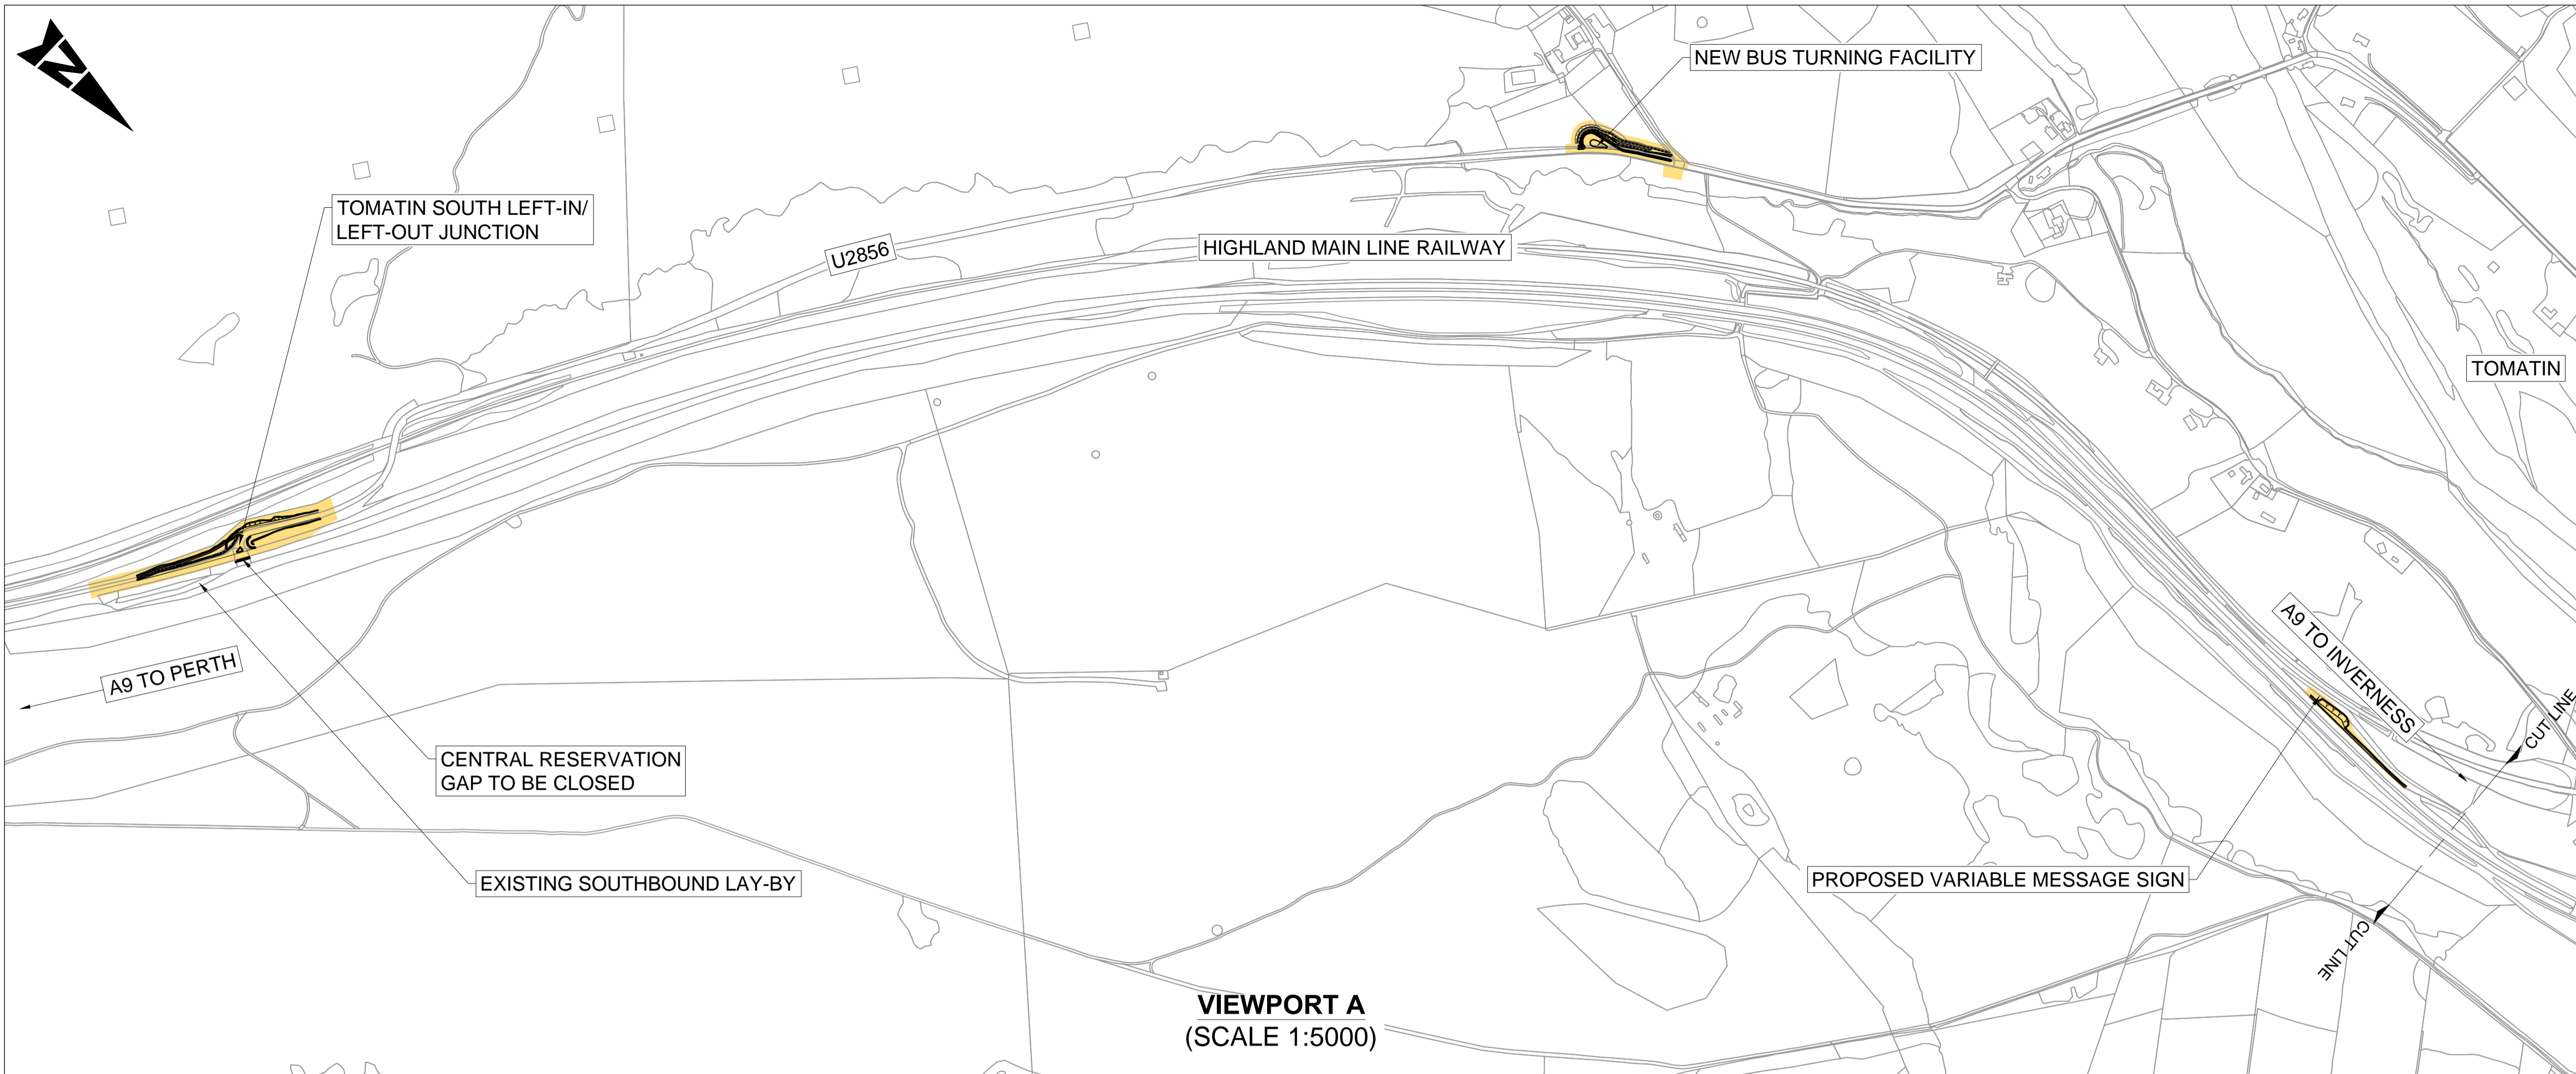 N
NEW BUS TURNING FACILITY
TOMATIN SOUTH LEFT-IN/
LEFT-OUT JUNCTION
U2856
HIGHLAND MAIN LINE RAILWAY
TOMATIN
A9 TO PERTH
A9 TO INVERNESS
CUT LINE
CENTRAL RESERVATION
GAP TO BE CLOSED
EXISTING SOUTHBOUND LAY-BY
PROPOSED VARIABLE MESSAGE SIGN
CUT LINE
VIEWPORT A
(SCALE 1:5000)